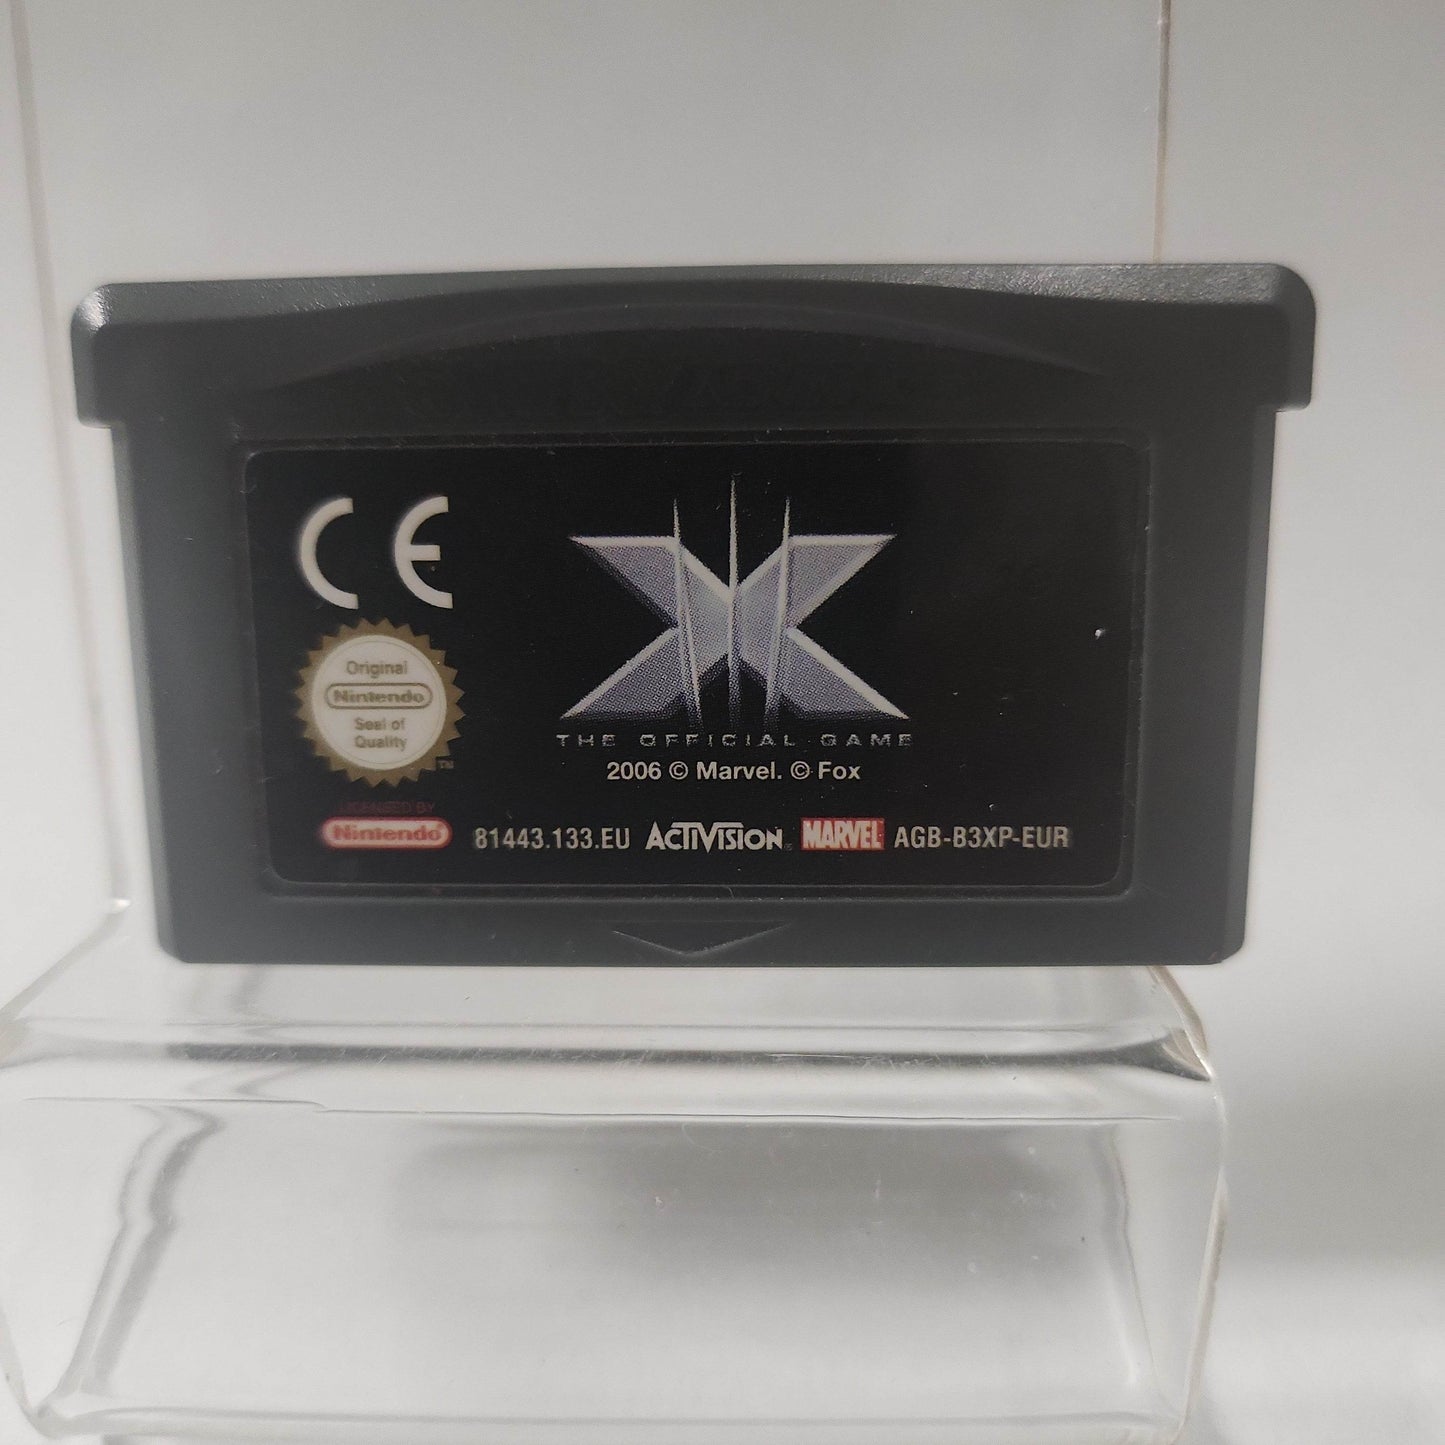 CE
Original
Nintendo
Seal of
Quality
TM
X
THE OFFICIAL GAME
2006 © Marvel. © Fox
LICENSED BY
Nintendo®
81443.133.EU ACTIVISION® MARVEL AGB-B3XP-EUR